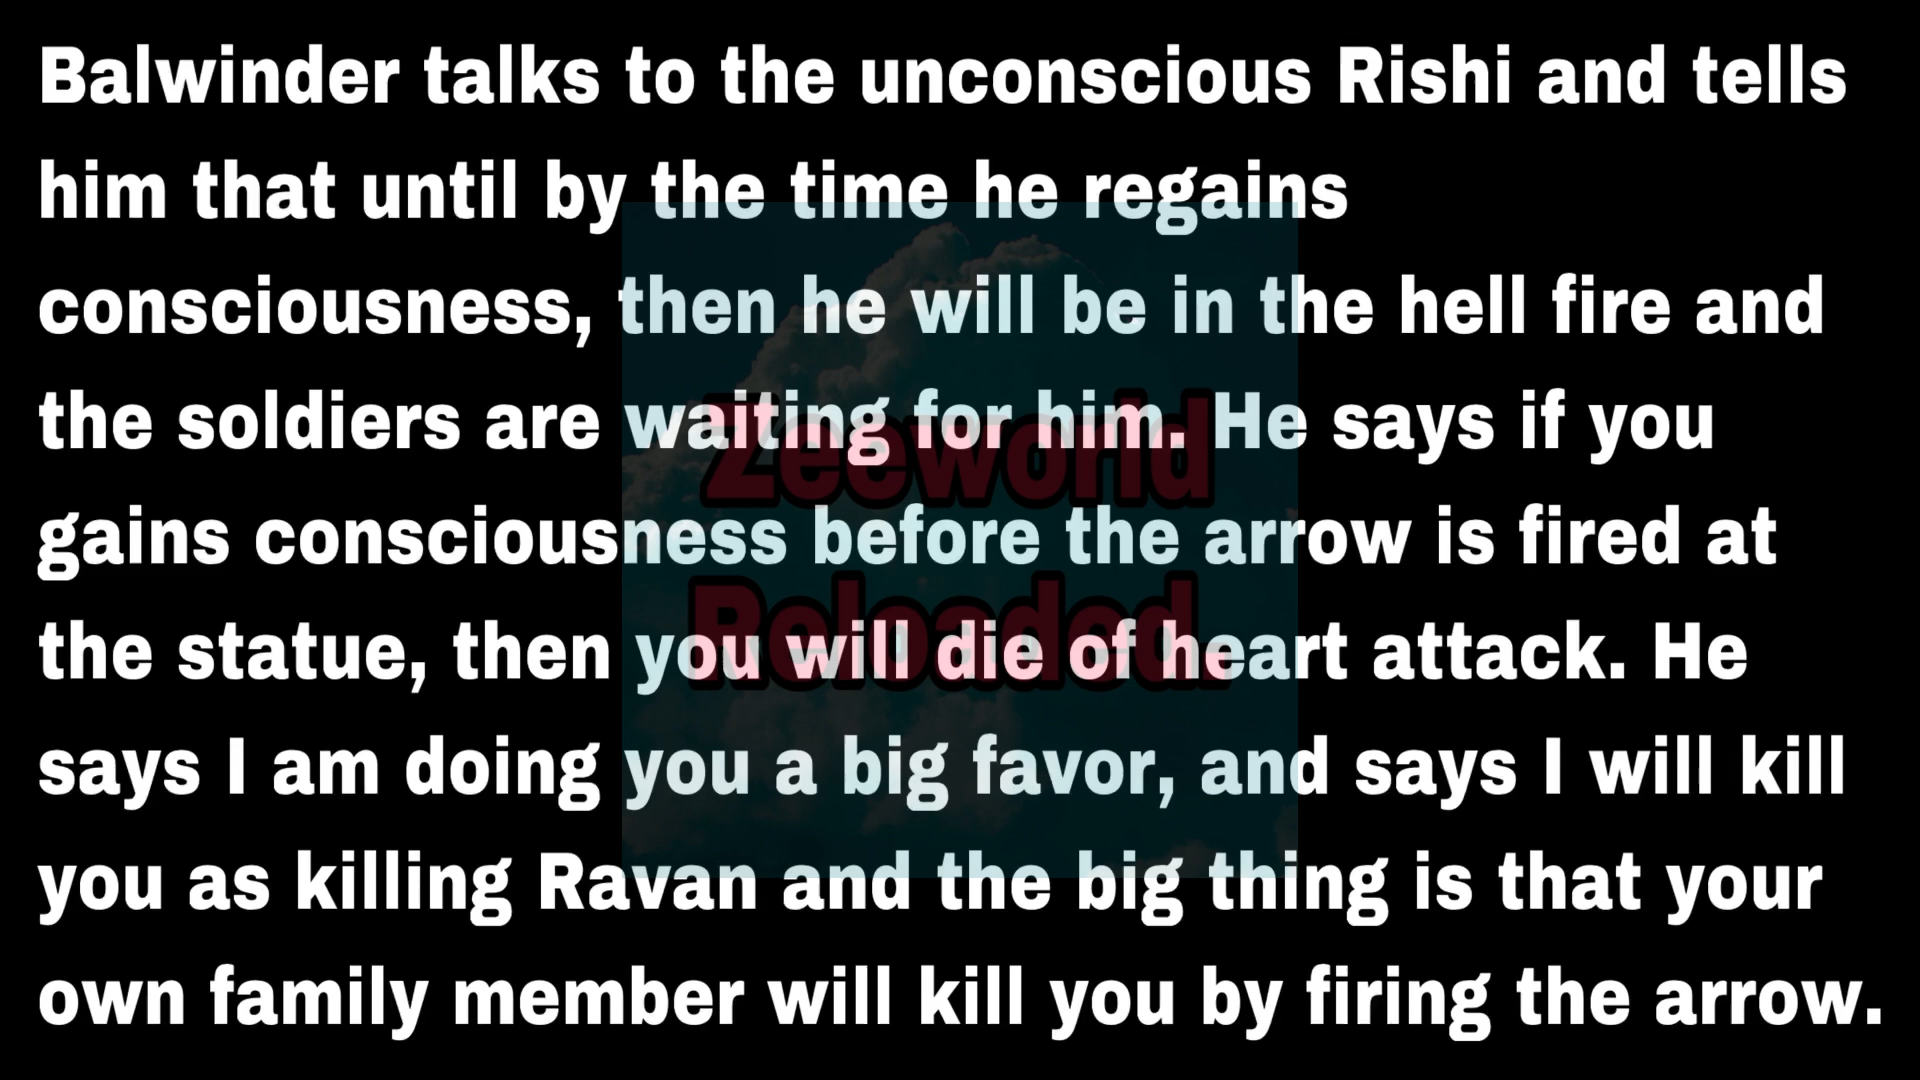 Balwinder talks to the unconscious Rishi and tells
him that until by the time he regains
consciousness, then he will be in the hell fire and
the soldiers are waiting for him. He says if you
Zeeworld
gains consciousness before the arrow is fired at
the statue, then you will die of heart attack. He
Reloaded.
says I am doing you a big favor, and says I will kill
you as killing Ravan and the big thing is that your
own family member will kill you by firing the arrow.